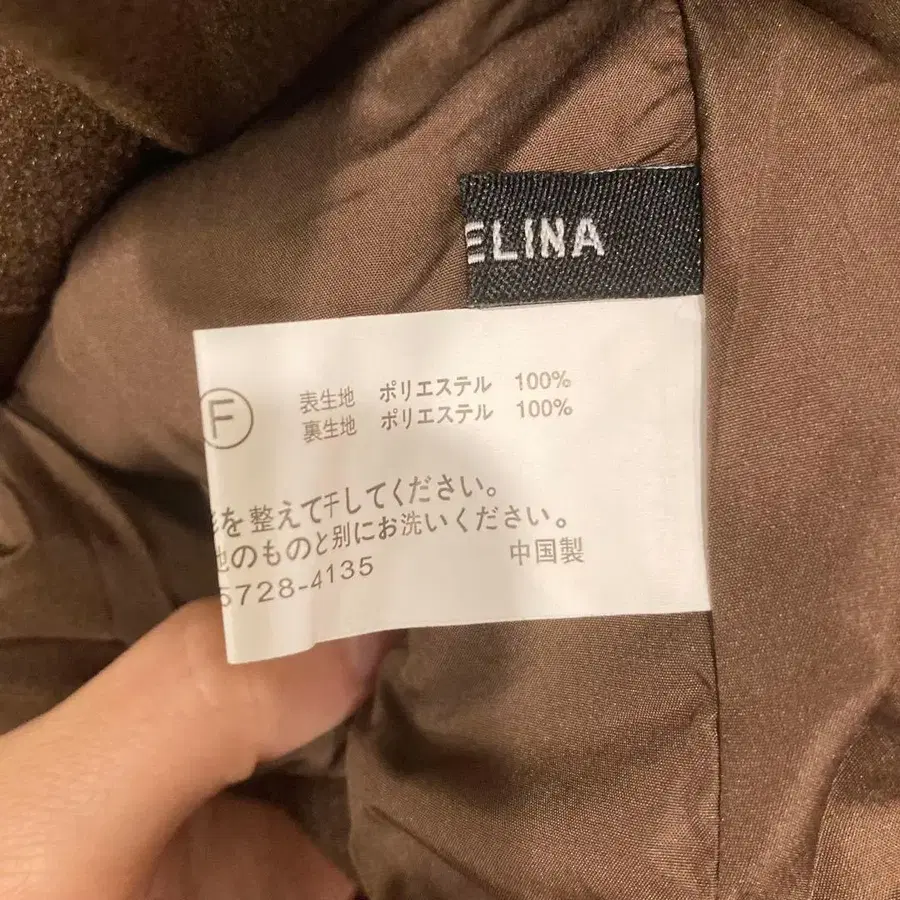 ELINA
F 表生地 ポリエステル 100%
裏生地 ポリエステル 100%
を整えて干してください。
他のものと別にお洗いください。
5728-4135 中国製